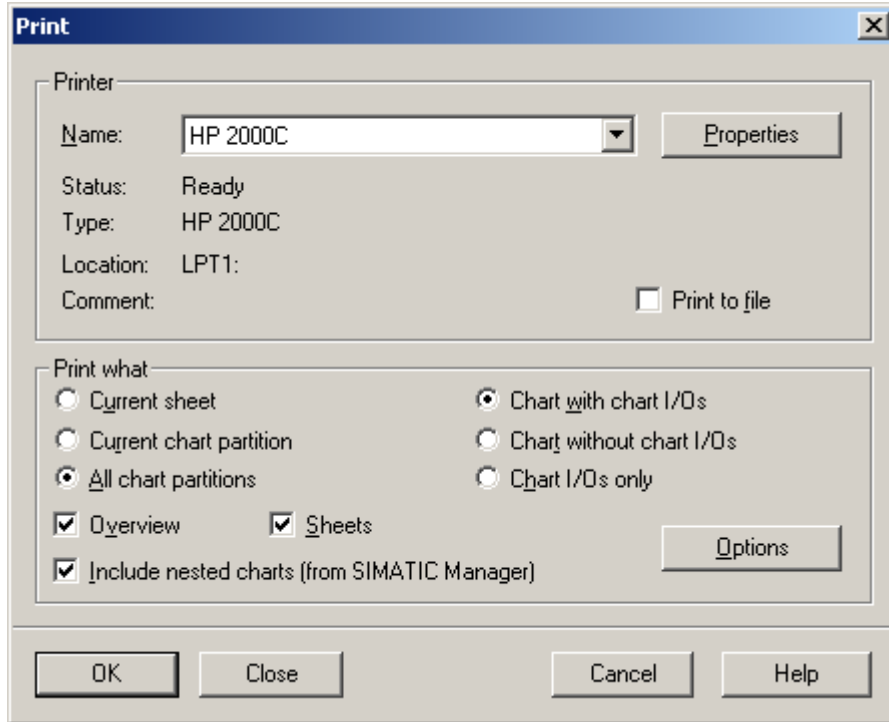 Print
Printer
Name: HP 2000C Properties
Status: Ready
Type: HP 2000C
Location: LPT1:
Comment: Print to file
Print what
Current sheet Chart with chart I/Os
Current chart partition Chart without chart I/Os
All chart partitions Chart I/Os only
Overview Sheets
Options
Include nested charts (from SIMATIC Manager)
OK Close Cancel Help